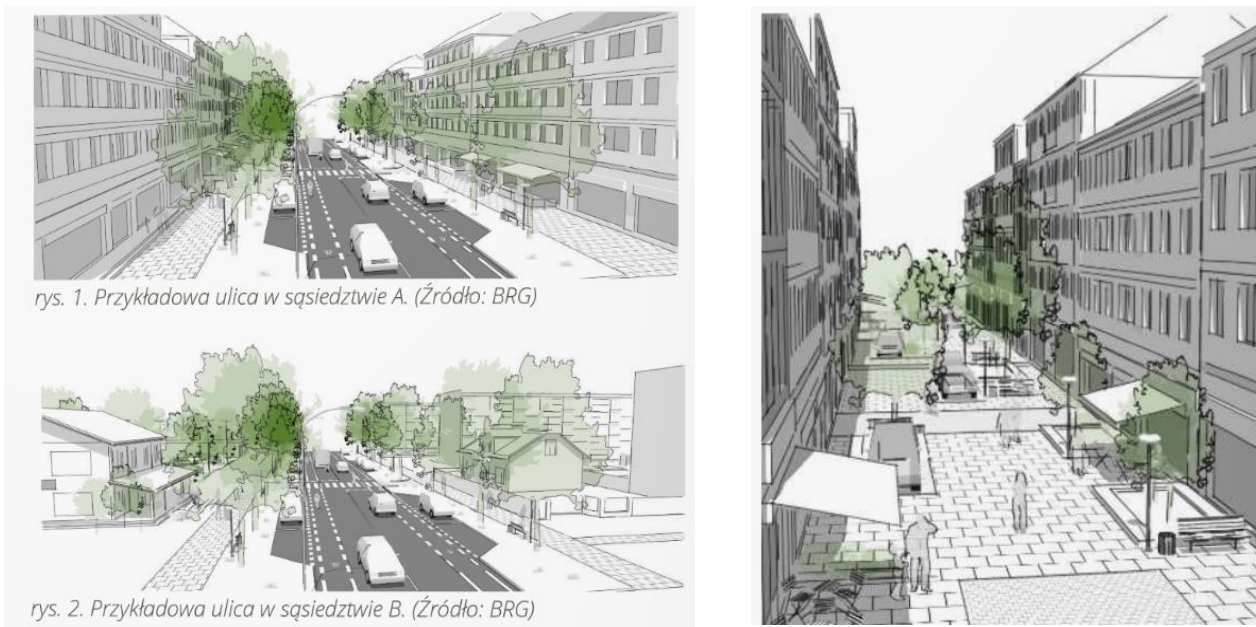 rys. 1. Przykładowa ulica w sąsiedztwie A. (Źródło: BRG)
rys. 2. Przykładowa ulica w sąsiedztwie B. (Źródło: BRG)